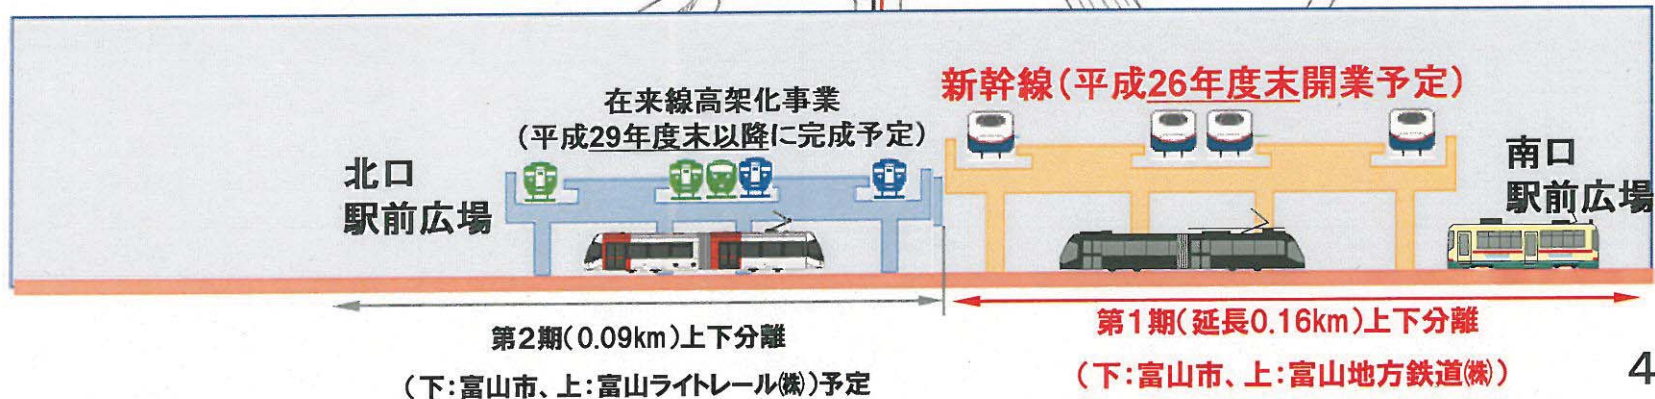 新幹線(平成26年度末開業予定)
在来線高架化事業
(平成29年度末以降に完成予定)
北口
駅前広場
南口
駅前広場
第2期(0.09km)上下分離
(下:富山市、上:富山ライトレール㈱)予定
第1期(延長0.16km)上下分離
(下:富山市、上:富山地方鉄道㈱)
4